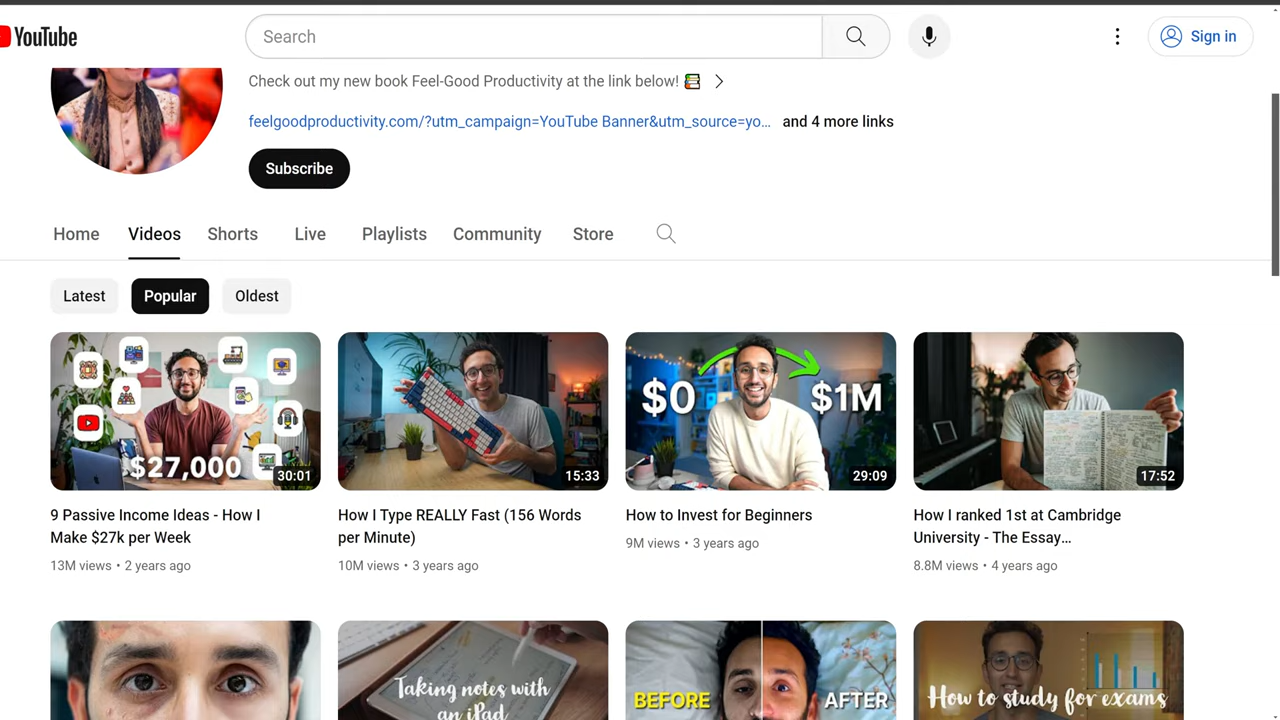 YouTube
Search
Sign in
Check out my new book Feel-Good Productivity at the link below!
feelgoodproductivity.com/?utm_campaign=YouTube Banner&utm_source=yo... and 4 more links
Subscribe
Home Videos Shorts Live Playlists Community Store
Latest Popular Oldest
$27,000
30:01
15:33
$0 $1M
29:09
17:52
9 Passive Income Ideas - How I
Make $27k per Week
13M views • 2 years ago
How I Type REALLY Fast (156 Words
per Minute)
10M views • 3 years ago
How to Invest for Beginners
9M views • 3 years ago
How I ranked 1st at Cambridge
University - The Essay...
8.8M views • 4 years ago
Taking notes with
an iPad
BEFORE AFTER
How to study for exams